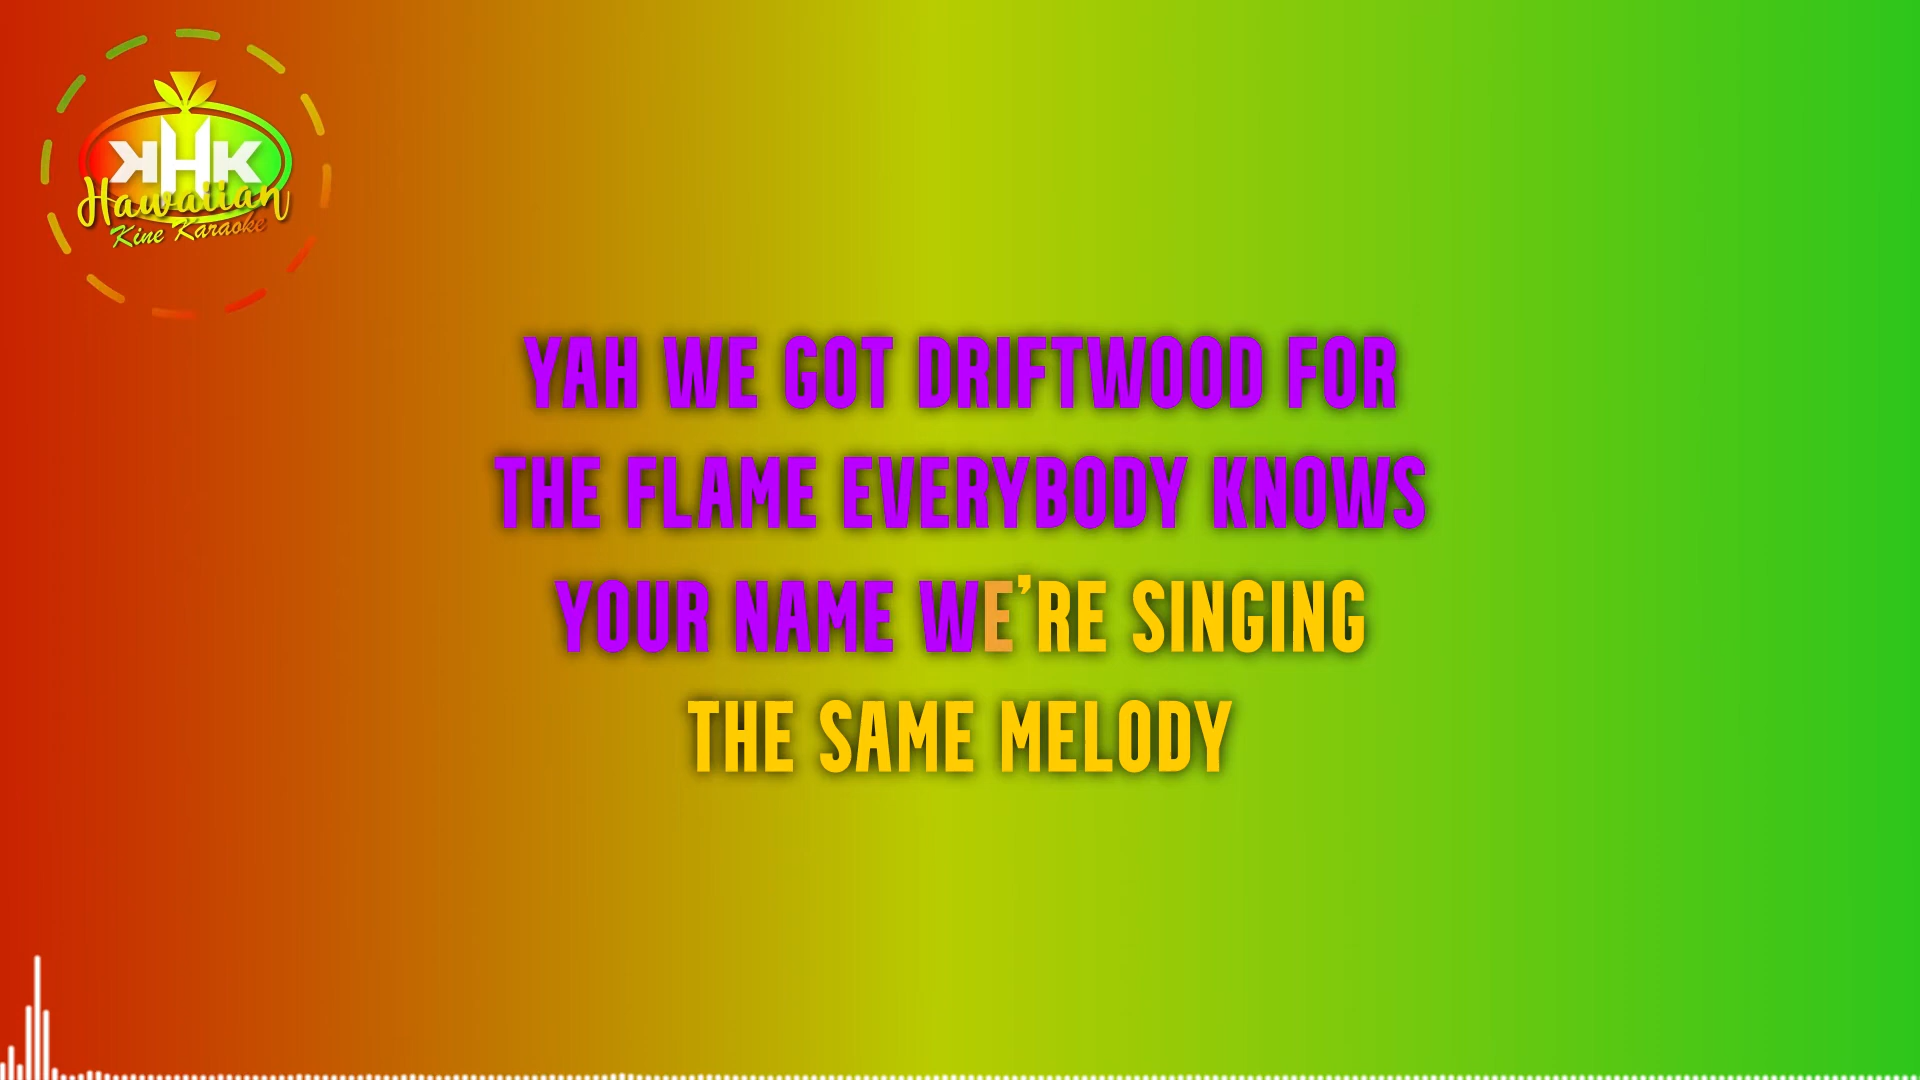 KHK
Hawaiian
Kine Karaoke
YAH WE GOT DRIFTWOOD FOR
THE FLAME EVERYBODY KNOWS
YOUR NAME WE'RE SINGING
THE SAME MELODY